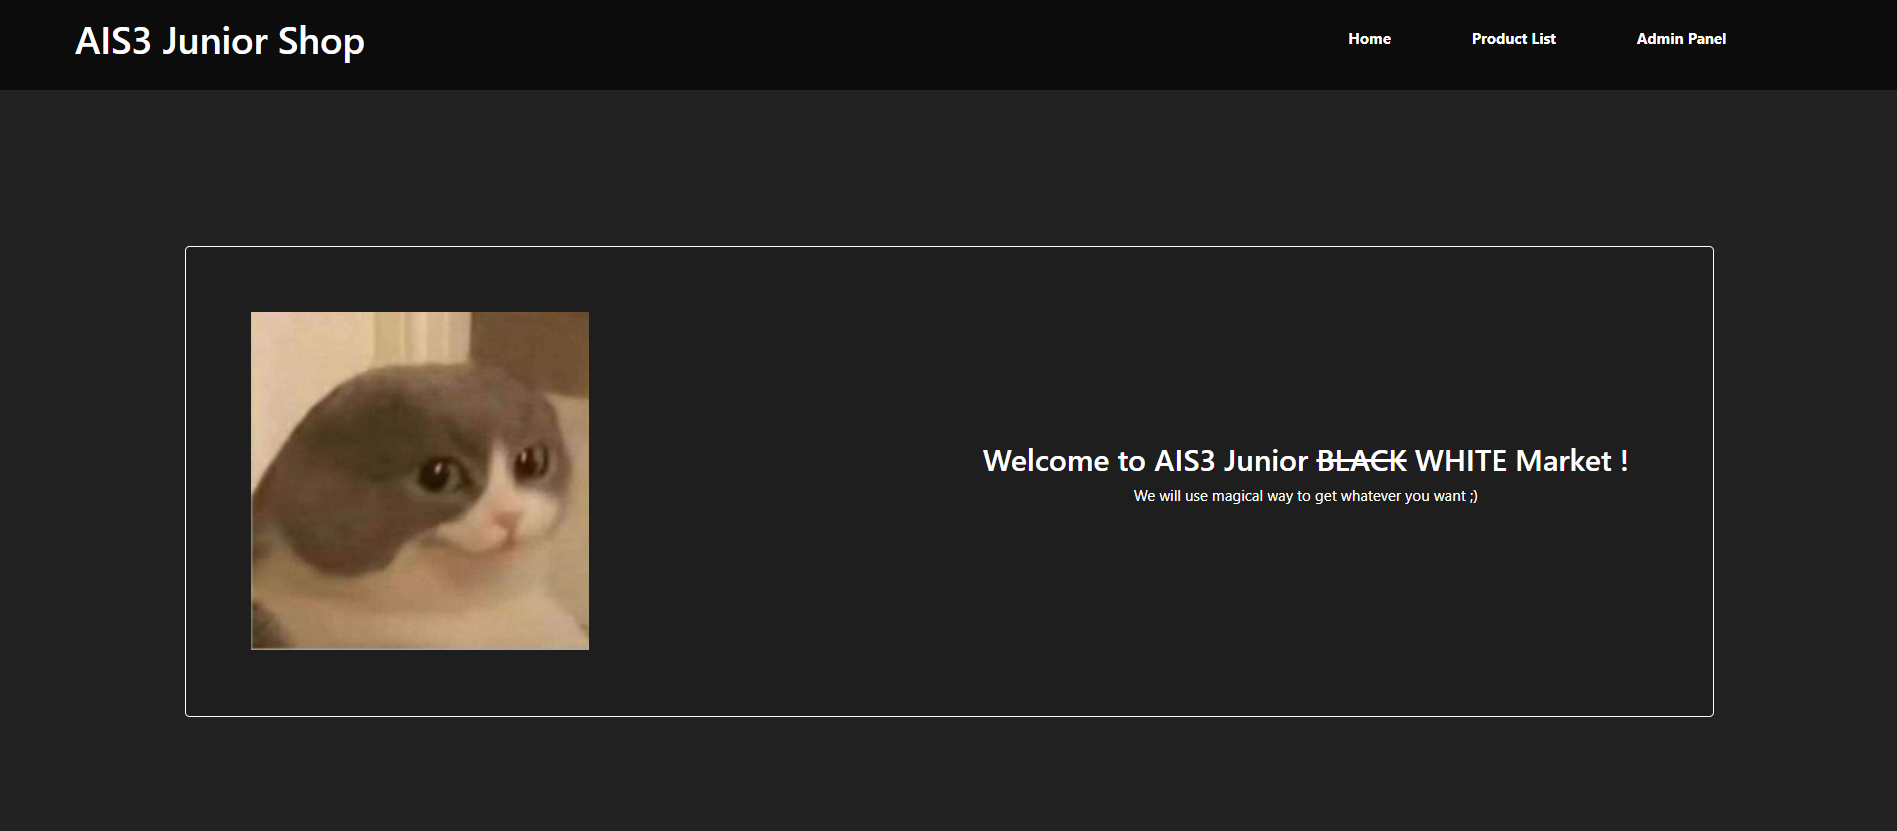 AIS3 Junior Shop
Home
Product List
Admin Panel
Welcome to AIS3 Junior BLACK WHITE Market !
We will use magical way to get whatever you want ;)